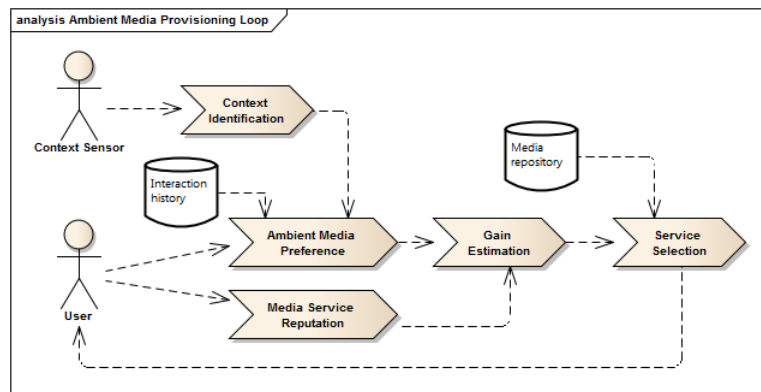 analysis Ambient Media Provisioning Loop
Context Sensor
Context
Identification
Interaction
history
Media
repository
User
Ambient Media
Preference
Gain
Estimation
Service
Selection
Media Service
Reputation